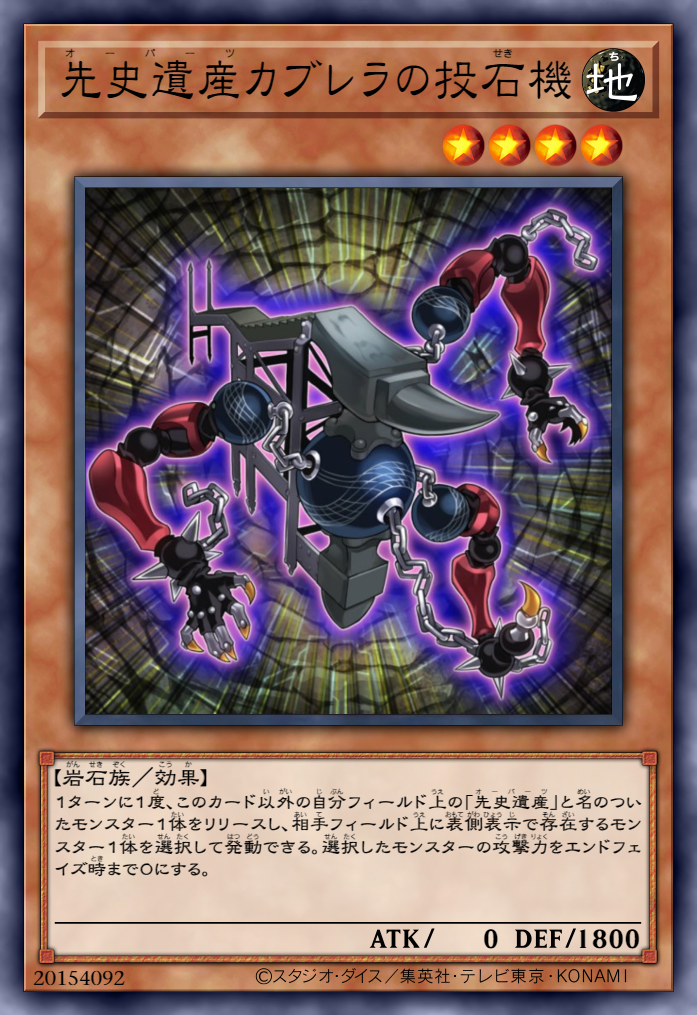 先史遺産カブレラの投石機
地
【岩石族／効果】
1ターンに1度、このカード以外の自分フィールド上の「先史遺産」と名のつい
たモンスター1体をリリースし、相手フィールド上に表側表示で存在するモン
スター1体を選択して発動できる。選択したモンスターの攻撃力をエンドフェ
イズ時まで0にする。
ATK/ 0 DEF/1800
20154092 ©スタジオ・ダイス／集英社・テレビ東京・KONAMI